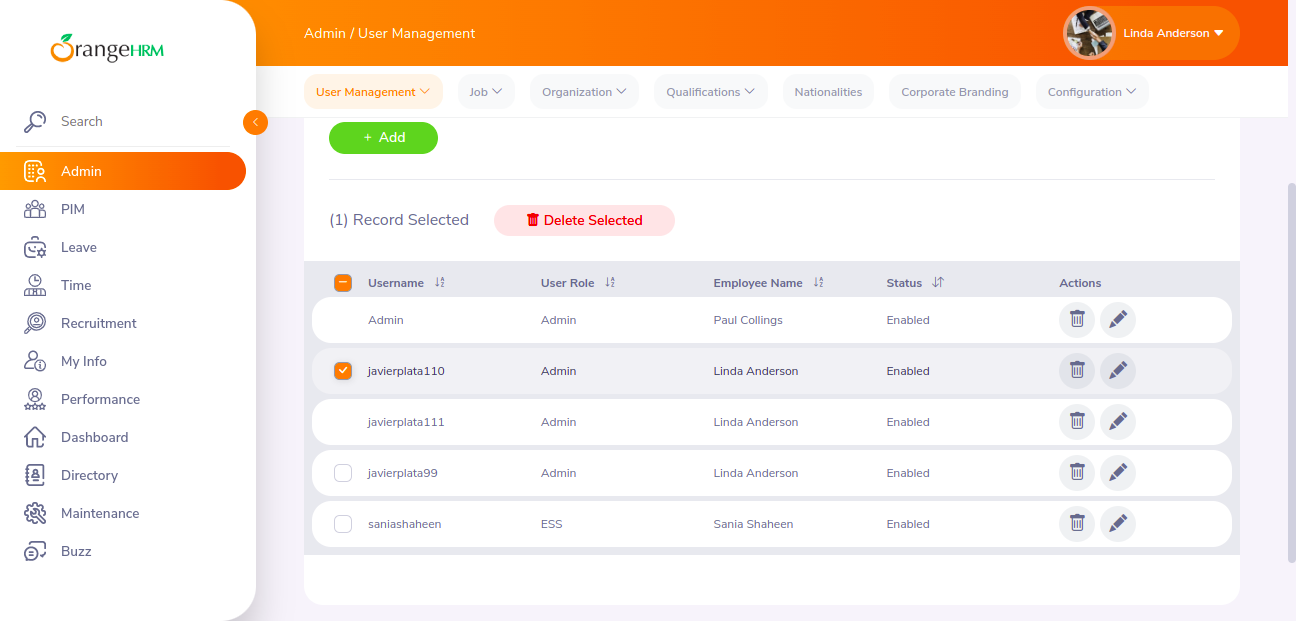 OrangeHRM
Admin / User Management
Linda Anderson
User Management
Job
Organization
Qualifications
Nationalities
Corporate Branding
Configuration
Search
Admin
PIM
Leave
Time
Recruitment
My Info
Performance
Dashboard
Directory
Maintenance
Buzz
+ Add
(1) Record Selected
Delete Selected
Username User Role Employee Name Status Actions
Admin Admin Paul Collings Enabled
javierplata110 Admin Linda Anderson Enabled
javierplata111 Admin Linda Anderson Enabled
javierplata99 Admin Linda Anderson Enabled
saniashaheen ESS Sania Shaheen Enabled